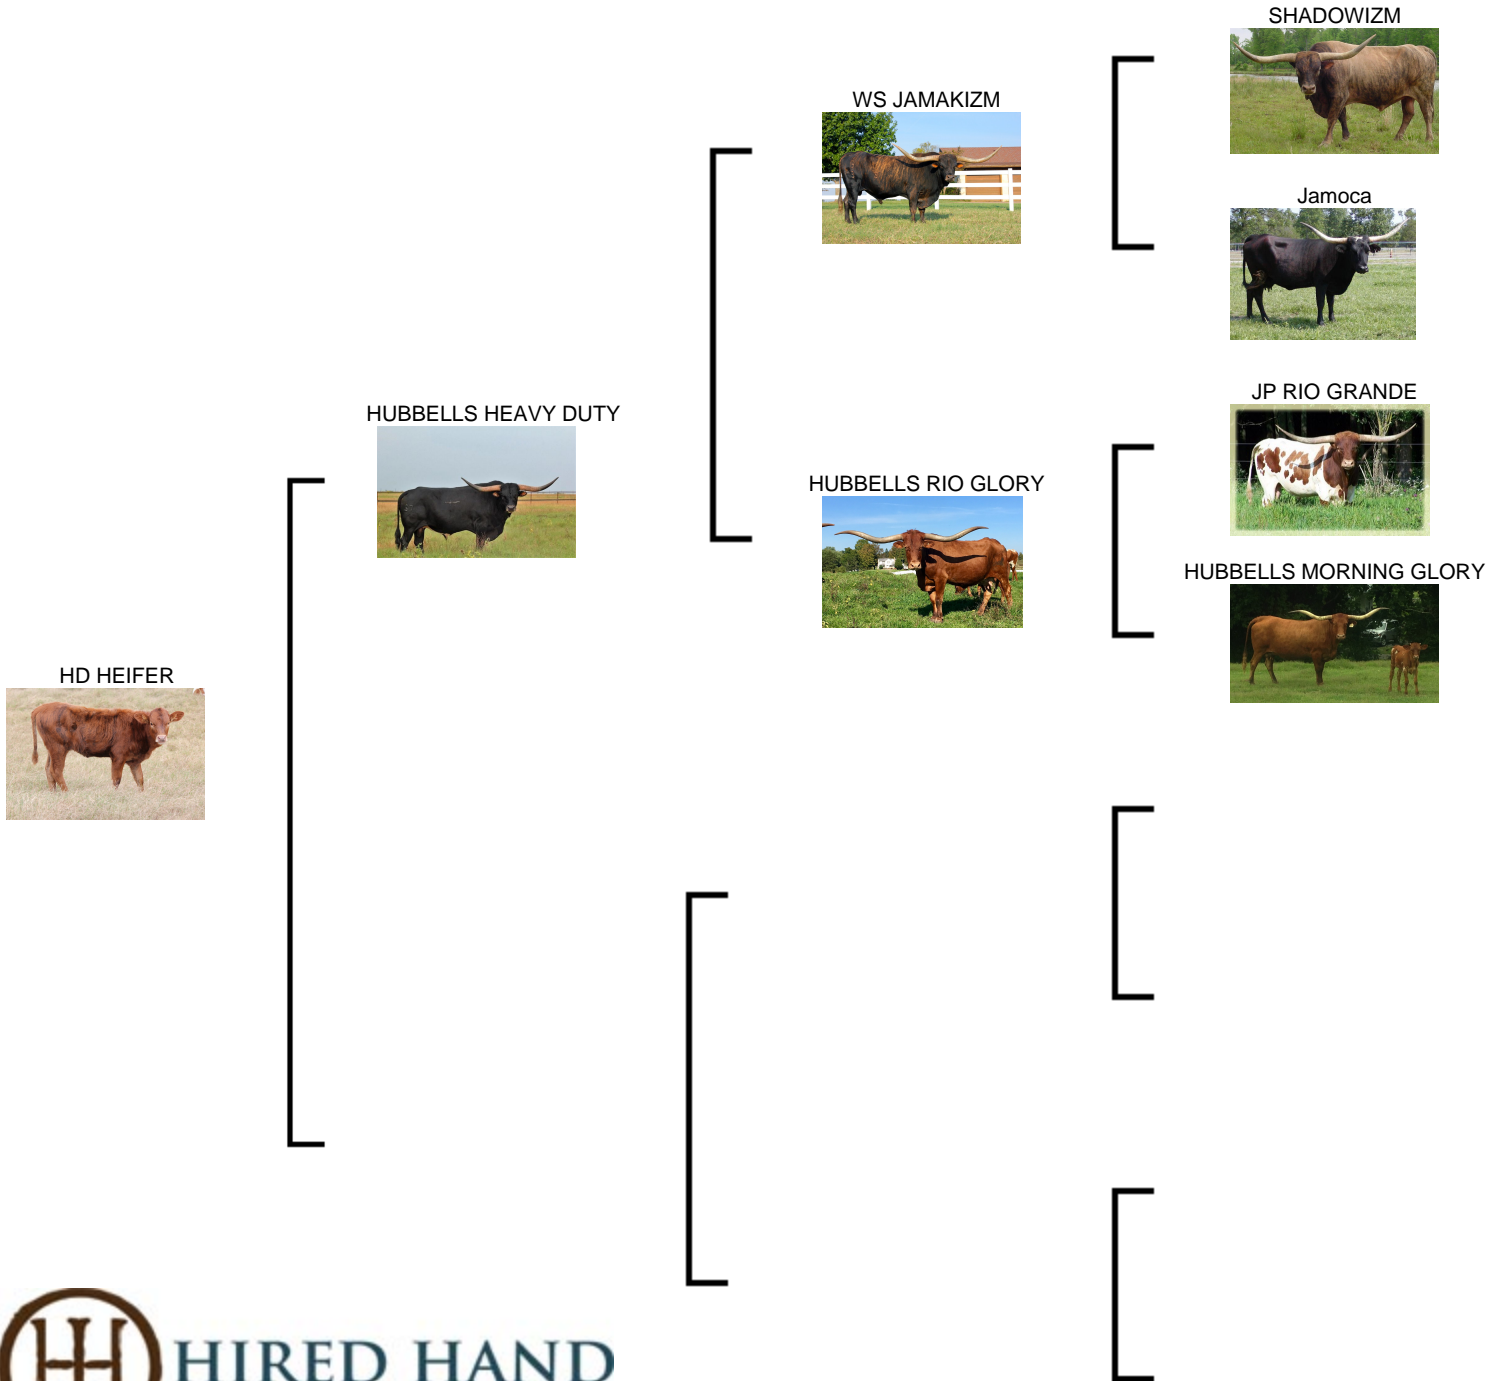 SHADOWIZM
WS JAMAKIZM
Jamoca
JP RIO GRANDE
HUBBELLS HEAVY DUTY
HUBBELLS RIO GLORY
HUBBELLS MORNING GLORY
HD HEIFER
HIRED HAND